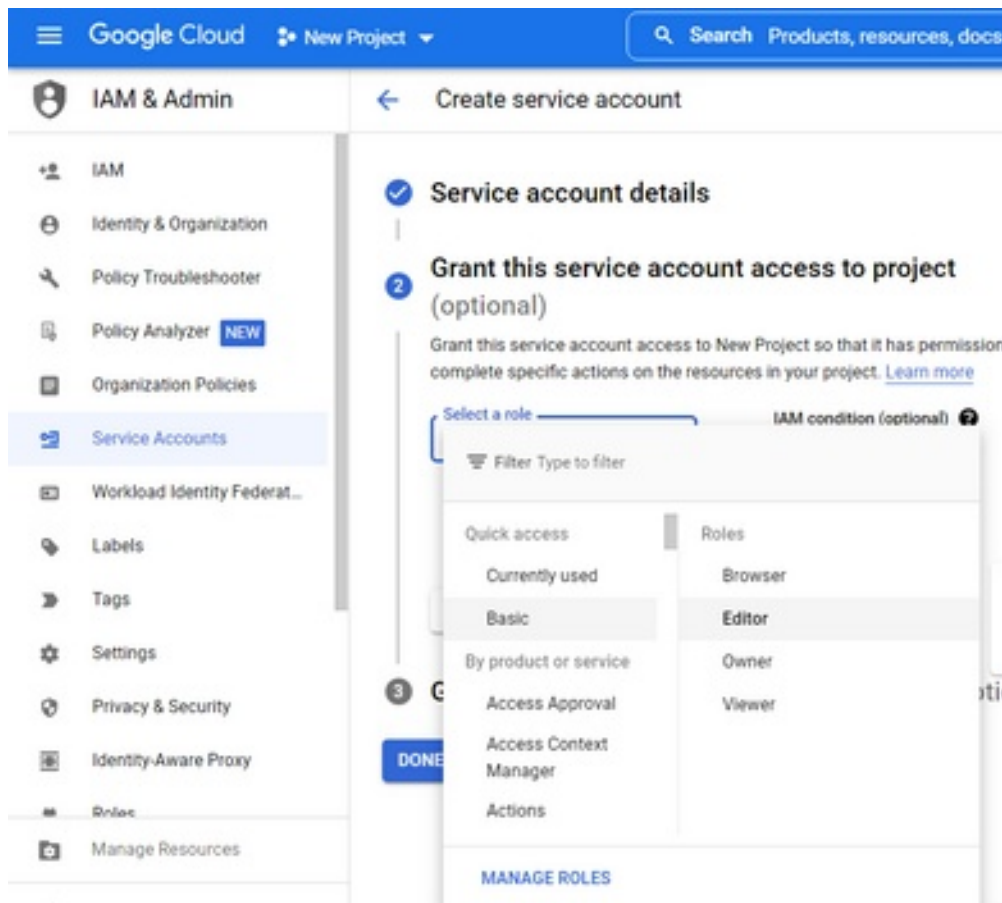 Google Cloud
New Project
Search Products, resources, docs
IAM & Admin
Create service account
IAM
Identity & Organization
Policy Troubleshooter
Policy Analyzer NEW
Organization Policies
Service Accounts
Workload Identity Federat...
Labels
Tags
Settings
Privacy & Security
Identity-Aware Proxy
Roles
Manage Resources
Service account details
2
Grant this service account access to project
(optional)
Grant this service account access to New Project so that it has permission
complete specific actions on the resources in your project. Learn more
Select a role
IAM condition (optional)
Filter Type to filter
Quick access
Currently used
Basic
By product or service
Access Approval
Access Context
Manager
Actions
Roles
Browser
Editor
Owner
Viewer
MANAGE ROLES
3
G
DONE